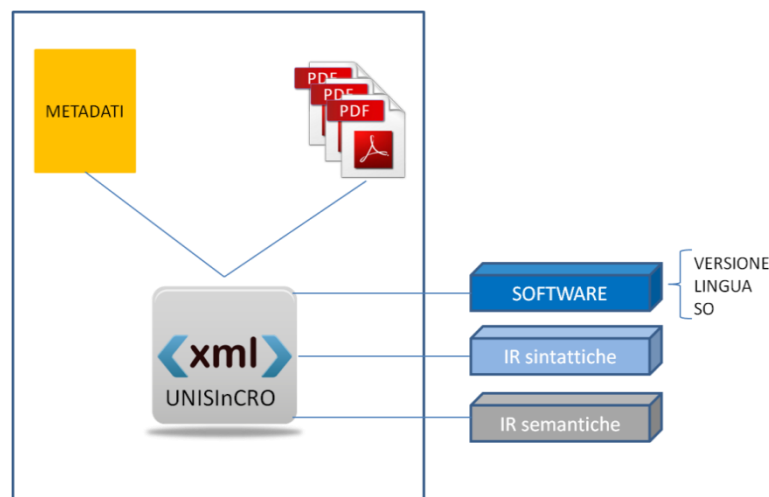 METADATI
PDF
PDF
PDF
xml
UNISInCRO
SOFTWARE
VERSIONE
LINGUA
SO
IR sintattiche
IR semantiche